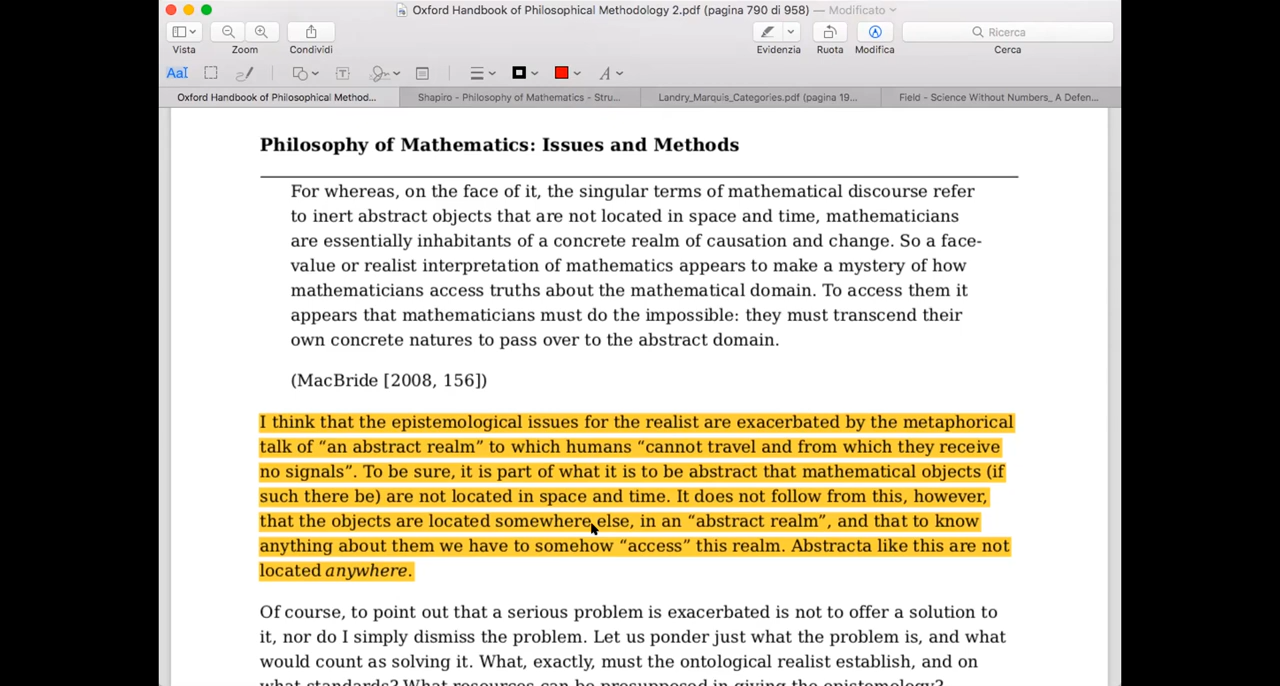 Oxford Handbook of Philosophical Methodology 2.pdf (pagina 790 di 958) — Modificato
Vista Zoom Condividi Evidenzia Ruota Modifica Cerca
Ricerca
AaI T A
Oxford Handbook of Philosophical Method... Shapiro - Philosophy of Mathematics - Stru... Landry_Marquis_Categories.pdf (pagina 19... Field - Science Without Numbers_ A Defen...
Philosophy of Mathematics: Issues and Methods
For whereas, on the face of it, the singular terms of mathematical discourse refer
to inert abstract objects that are not located in space and time, mathematicians
are essentially inhabitants of a concrete realm of causation and change. So a face-
value or realist interpretation of mathematics appears to make a mystery of how
mathematicians access truths about the mathematical domain. To access them it
appears that mathematicians must do the impossible: they must transcend their
own concrete natures to pass over to the abstract domain.
(MacBride [2008, 156])
I think that the epistemological issues for the realist are exacerbated by the metaphorical
talk of “an abstract realm” to which humans “cannot travel and from which they receive
no signals”. To be sure, it is part of what it is to be abstract that mathematical objects (if
such there be) are not located in space and time. It does not follow from this, however,
that the objects are located somewhere else, in an “abstract realm”, and that to know
anything about them we have to somehow “access” this realm. Abstracta like this are not
located anywhere.
Of course, to point out that a serious problem is exacerbated is not to offer a solution to
it, nor do I simply dismiss the problem. Let us ponder just what the problem is, and what
would count as solving it. What, exactly, must the ontological realist establish, and on
what standards? What resources can be presupposed in giving the epistemology?